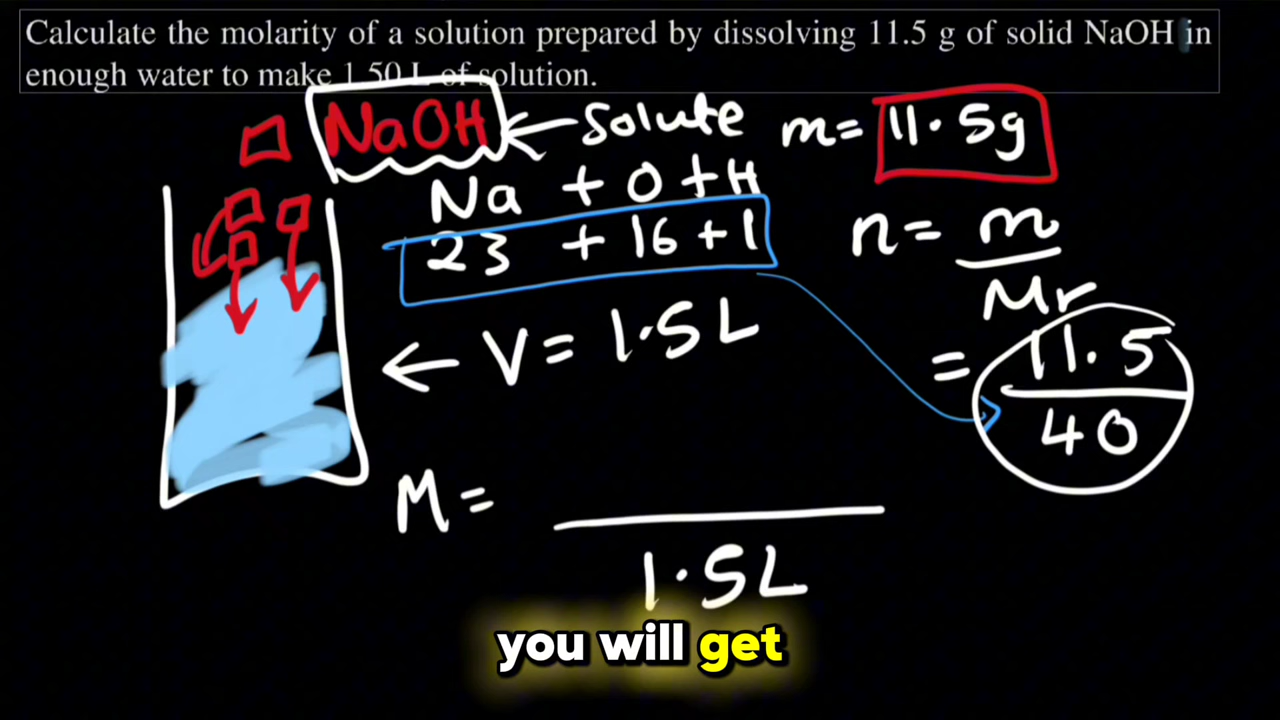 Calculate the molarity of a solution prepared by dissolving 11.5 g of solid NaOH in
enough water to make 1.50 L of solution.
NaOH ← solute m= 11.5g
Na + O + H
23 + 16 + 1
n= m
Mr
← V= 1.5L
= 11.5
40
M=
1.5L
you will get